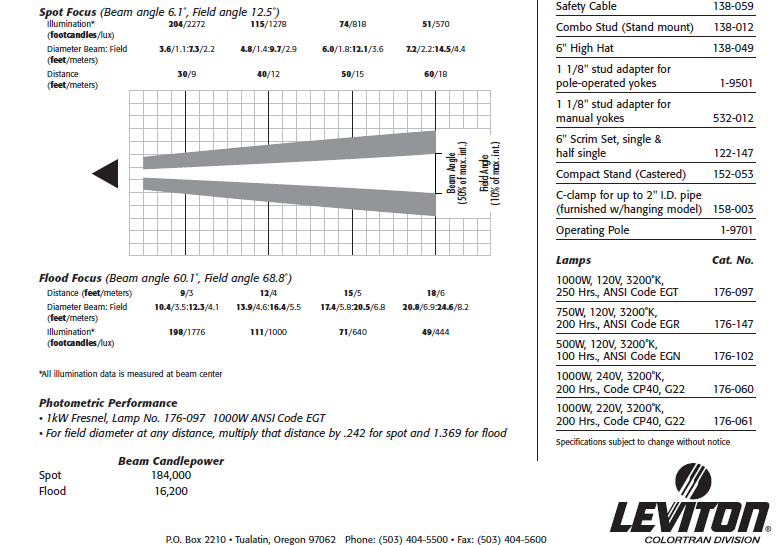 Spot Focus (Beam angle 6.1˚, Field angle 12.5˚)
Illumination* 204/2272 115/1278 74/818 51/570
(footcandles/lux)
Diameter Beam: Field 3.6/1.1:7.3/2.2 4.8/1.4:9.7/2.9 6.0/1.8:12.1/3.6 7.2/2.2:14.5/4.4
(feet/meters)
Distance 30/9 40/12 50/15 60/18
(feet/meters)
Beam Angle
(50% of max. int.)
Field Angle
(10% of max. int.)
Flood Focus (Beam angle 60.1˚, Field angle 68.8˚)
Distance (feet/meters) 9/3 12/4 15/5 18/6
Diameter Beam: Field 10.4/3.5:12.3/4.1 13.9/4.6:16.4/5.5 17.4/5.8:20.5/6.8 20.8/6.9:24.6/8.2
(feet/meters)
Illumination* 198/1776 111/1000 71/640 49/444
(footcandles/lux)
*All illumination data is measured at beam center
Photometric Performance
• 1kW Fresnel, Lamp No. 176-097 1000W ANSI Code EGT
• For field diameter at any distance, multiply that distance by .242 for spot and 1.369 for flood
Beam Candlepower
Spot 184,000
Flood 16,200
Safety Cable 138-059
Combo Stud (Stand mount) 138-012
6" High Hat 138-049
1 1/8" stud adapter for
pole-operated yokes 1-9501
1 1/8" stud adapter for
manual yokes 532-012
6" Scrim Set, single &
half single 122-147
Compact Stand (Castered) 152-053
C-clamp for up to 2" I.D. pipe
(furnished w/hanging model) 158-003
Operating Pole 1-9701
Lamps Cat. No.
1000W, 120V, 3200˚K,
250 Hrs., ANSI Code EGT 176-097
750W, 120V, 3200˚K,
200 Hrs., ANSI Code EGR 176-147
500W, 120V, 3200˚K,
100 Hrs., ANSI Code EGN 176-102
1000W, 240V, 3200˚K,
200 Hrs., Code CP40, G22 176-060
1000W, 220V, 3200˚K,
200 Hrs., Code CP40, G22 176-061
Specifications subject to change without notice
LEVITON®
COLORTRAN DIVISION
P.O. Box 2210 • Tualatin, Oregon 97062 Phone: (503) 404-5500 • Fax: (503) 404-5600